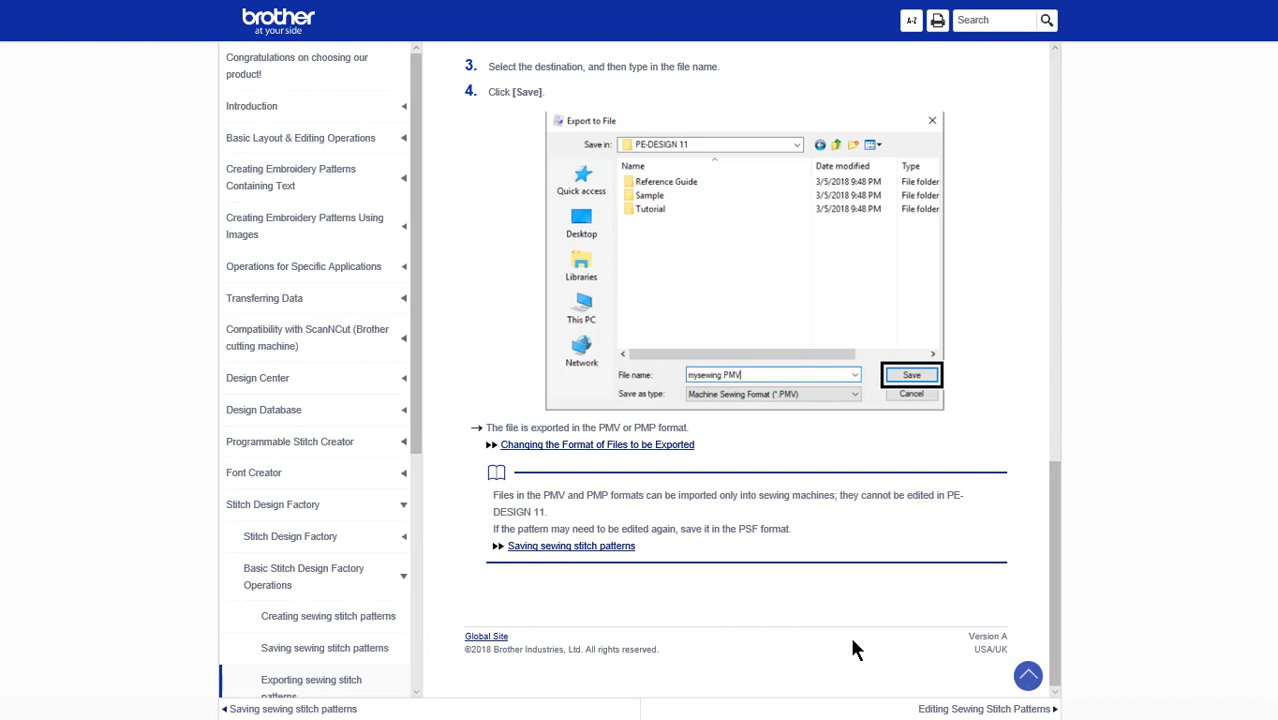 brother
at your side
A-Z
Search
Congratulations on choosing our
product!
Introduction
Basic Layout & Editing Operations
Creating Embroidery Patterns
Containing Text
Creating Embroidery Patterns Using
Images
Operations for Specific Applications
Transferring Data
Compatibility with ScanNCut (Brother
cutting machine)
Design Center
Design Database
Programmable Stitch Creator
Font Creator
Stitch Design Factory
Stitch Design Factory
Basic Stitch Design Factory
Operations
Creating sewing stitch patterns
Saving sewing stitch patterns
Exporting sewing stitch
patterns
3. Select the destination, and then type in the file name.
4. Click [Save].
Export to File
Save in: PE-DESIGN 11
Name Date modified Type
Reference Guide 3/5/2018 9:48 PM File folder
Sample 3/5/2018 9:48 PM File folder
Tutorial 3/5/2018 9:48 PM File folder
Quick access
Desktop
Libraries
This PC
Network
File name: mysewing.PMV Save
Save as type: Machine Sewing Format (*.PMV) Cancel
The file is exported in the PMV or PMP format.
Changing the Format of Files to be Exported
Files in the PMV and PMP formats can be imported only into sewing machines; they cannot be edited in PE-
DESIGN 11.
If the pattern may need to be edited again, save it in the PSF format.
Saving sewing stitch patterns
Global Site Version A
©2018 Brother Industries, Ltd. All rights reserved. USA/UK
Saving sewing stitch patterns Editing Sewing Stitch Patterns